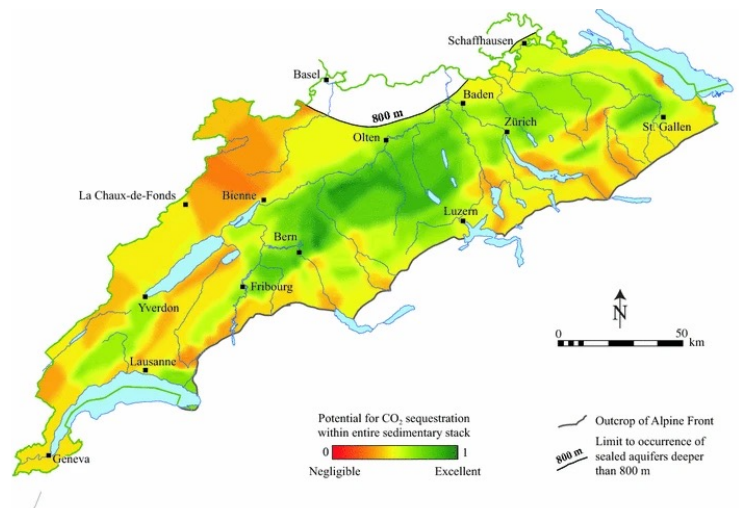 Schaffhausen
Basel
800 m
Baden
Zürich
St. Gallen
Olten
La Chaux-de-Fonds
Bienne
Luzern
Bern
Fribourg
Yverdon
Lausanne
Geneva
N
0 50
km
Potential for CO₂ sequestration
within entire sedimentary stack
0 1
Negligible Excellent
Outcrop of Alpine Front
800 m
Limit to occurrence of
sealed aquifers deeper
than 800 m